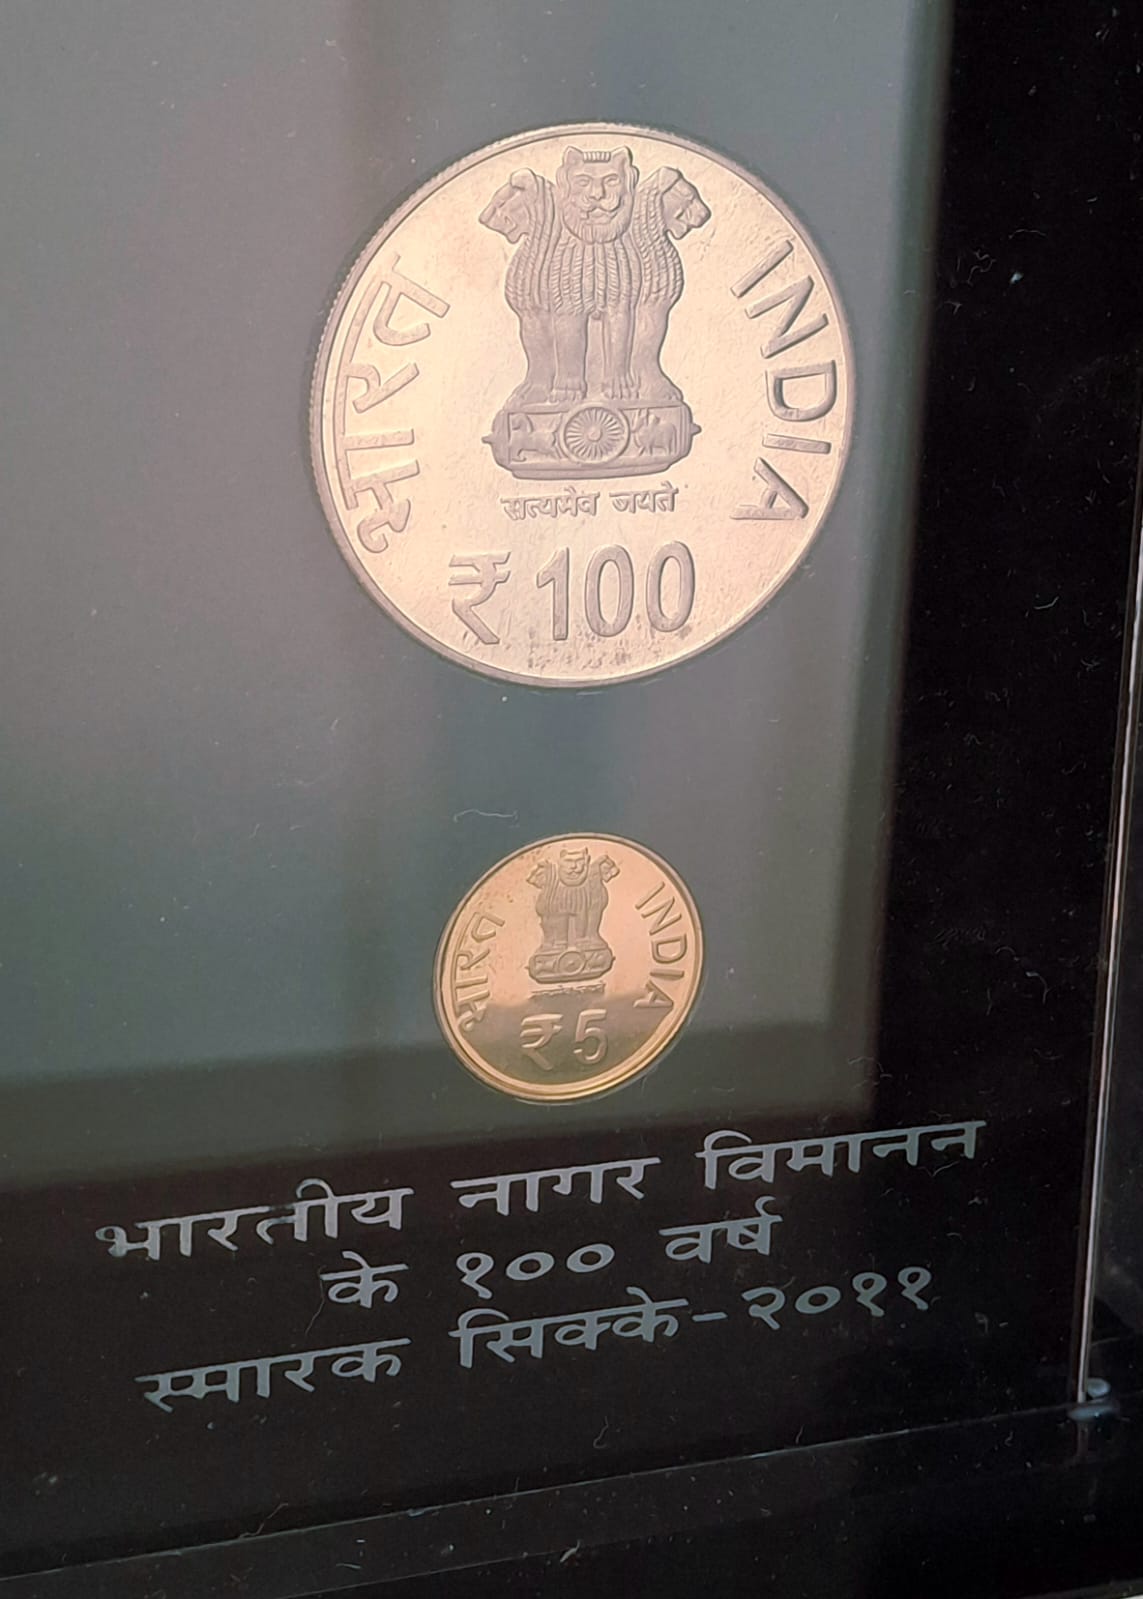 भारत
INDIA
सत्यमेव जयते
₹ 100
भारत
INDIA
₹ 5
भारतीय नागर विमानन
के १०० वर्ष
स्मारक सिक्के-२०११